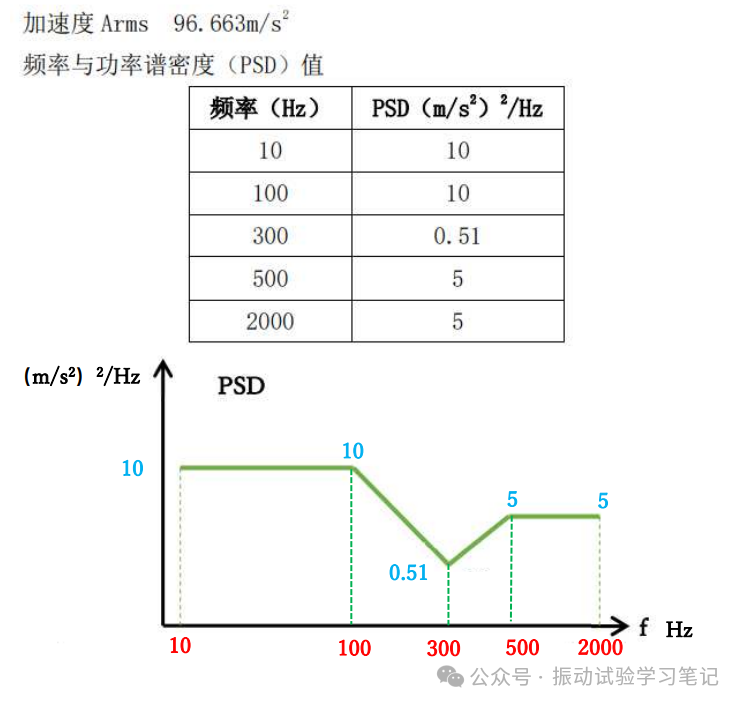 加速度 Arms 96.663m/s²
频率与功率谱密度（PSD）值
频率（Hz） PSD（m/s²）²/Hz
10 10
100 10
300 0.51
500 5
2000 5
(m/s²) ²/Hz PSD
10 10
5 5
0.51
f Hz
10 100 300 500 2000
公众号 · 振动试验学习笔记